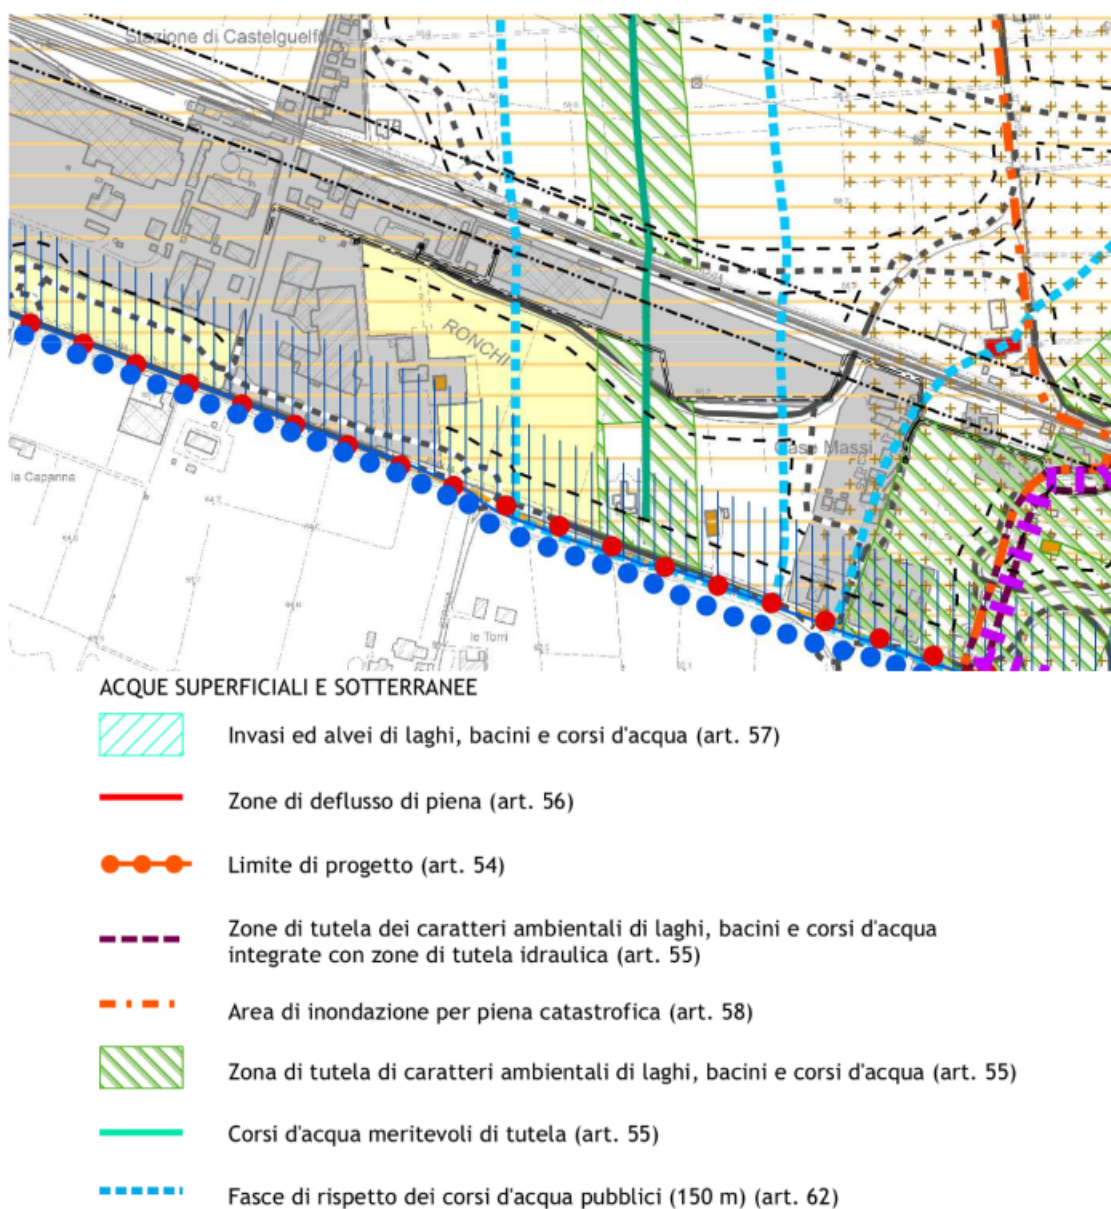 Stazione di Castelguelfo
RONCHI
Case Massi
la Capanna
le Torri
ACQUE SUPERFICIALI E SOTTERRANEE
Invasi ed alvei di laghi, bacini e corsi d'acqua (art. 57)
Zone di deflusso di piena (art. 56)
Limite di progetto (art. 54)
Zone di tutela dei caratteri ambientali di laghi, bacini e corsi d'acqua
integrate con zone di tutela idraulica (art. 55)
Area di inondazione per piena catastrofica (art. 58)
Zona di tutela di caratteri ambientali di laghi, bacini e corsi d'acqua (art. 55)
Corsi d'acqua meritevoli di tutela (art. 55)
Fasce di rispetto dei corsi d'acqua pubblici (150 m) (art. 62)